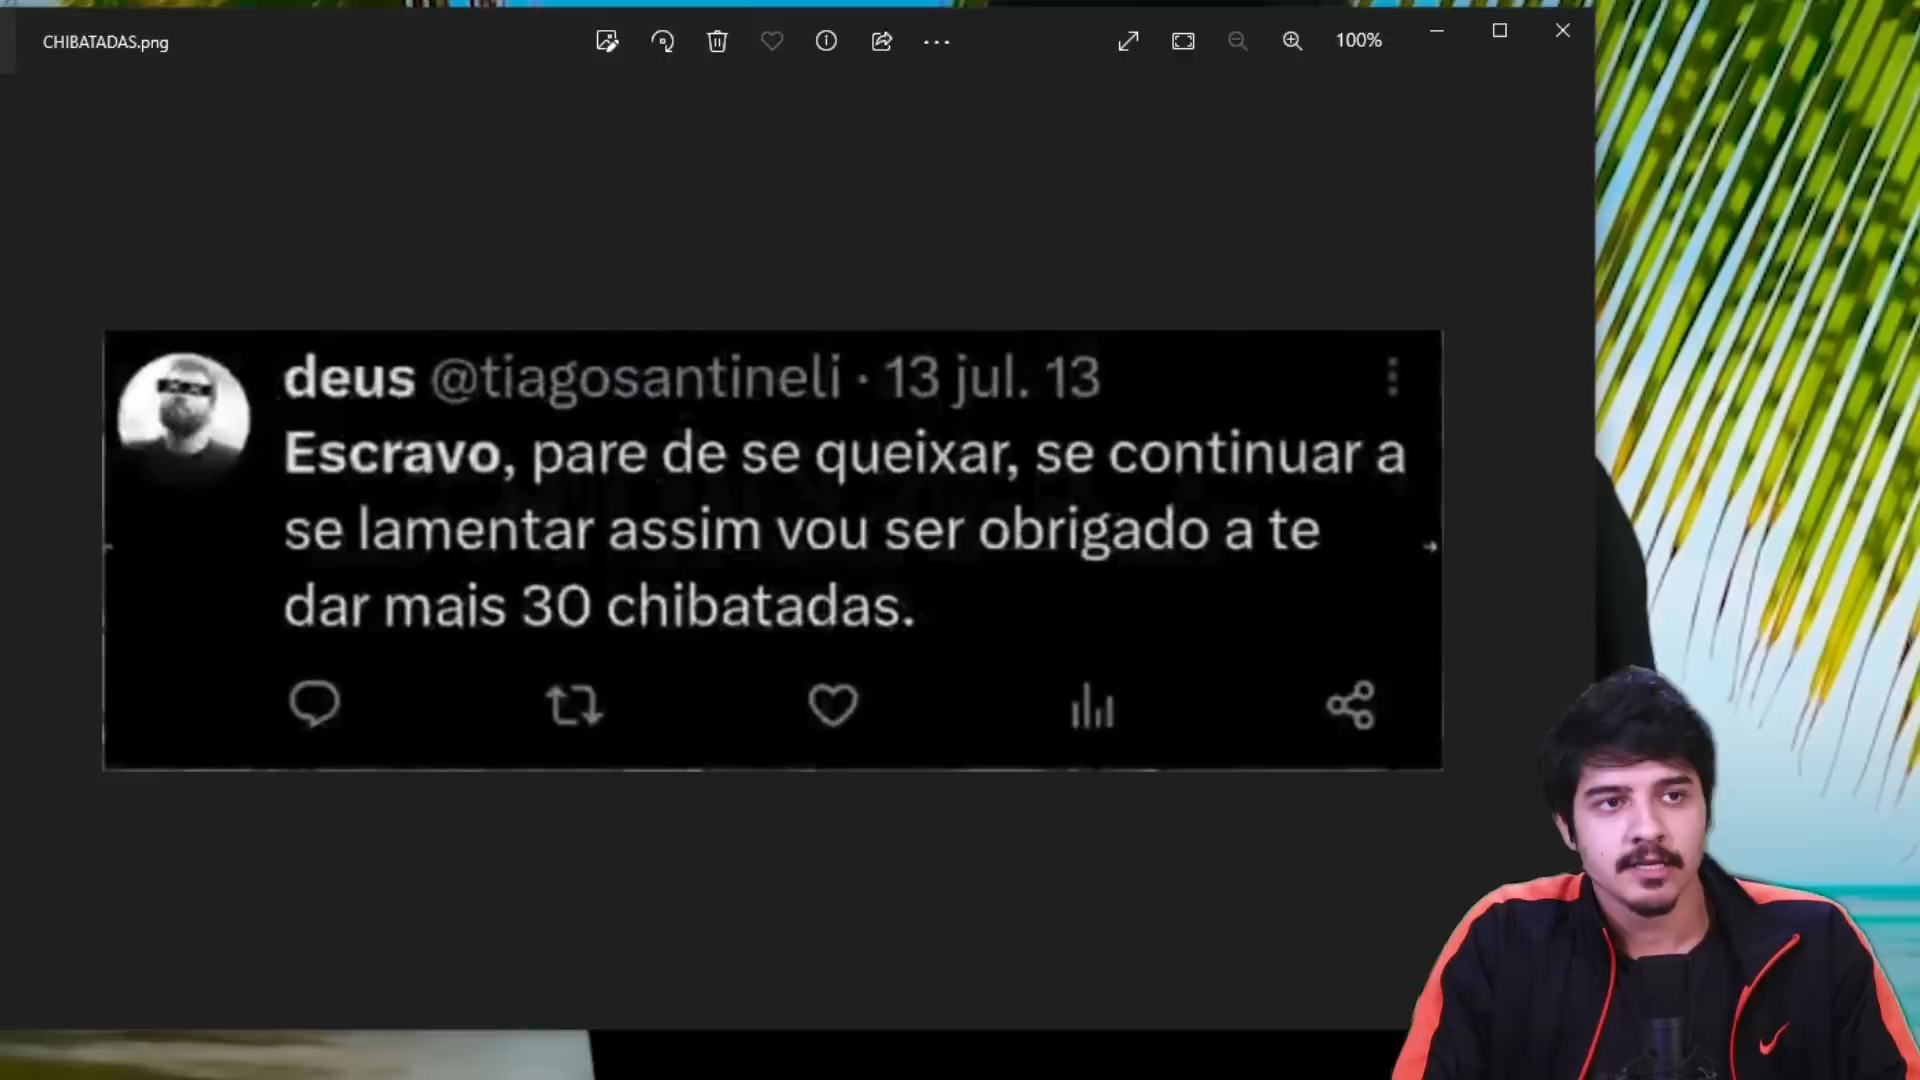 CHIBATADAS.png
100%
deus @tiagosantineli · 13 jul. 13
Escravo, pare de se queixar, se continuar a
se lamentar assim vou ser obrigado a te
dar mais 30 chibatadas.